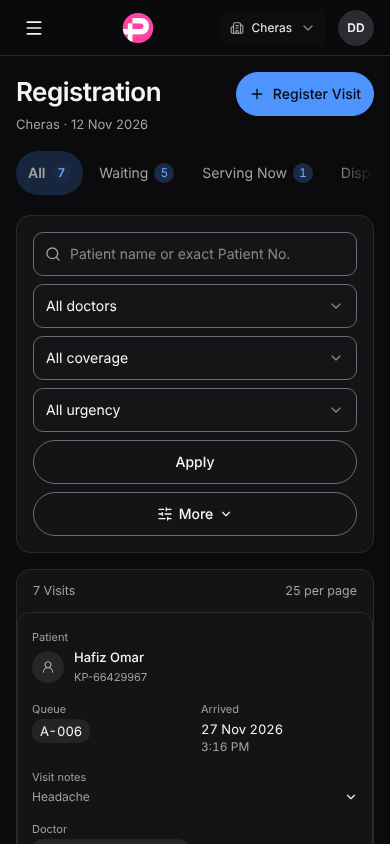 Cheras
DD
Registration
Register Visit
Cheras · 12 Nov 2026
All 7
Waiting 5
Serving Now 1
Disp
Patient name or exact Patient No.
All doctors
All coverage
All urgency
Apply
More
7 Visits
25 per page
Patient
Hafiz Omar
KP-66429967
Queue
Arrived
A-006
27 Nov 2026
3:16 PM
Visit notes
Headache
Doctor